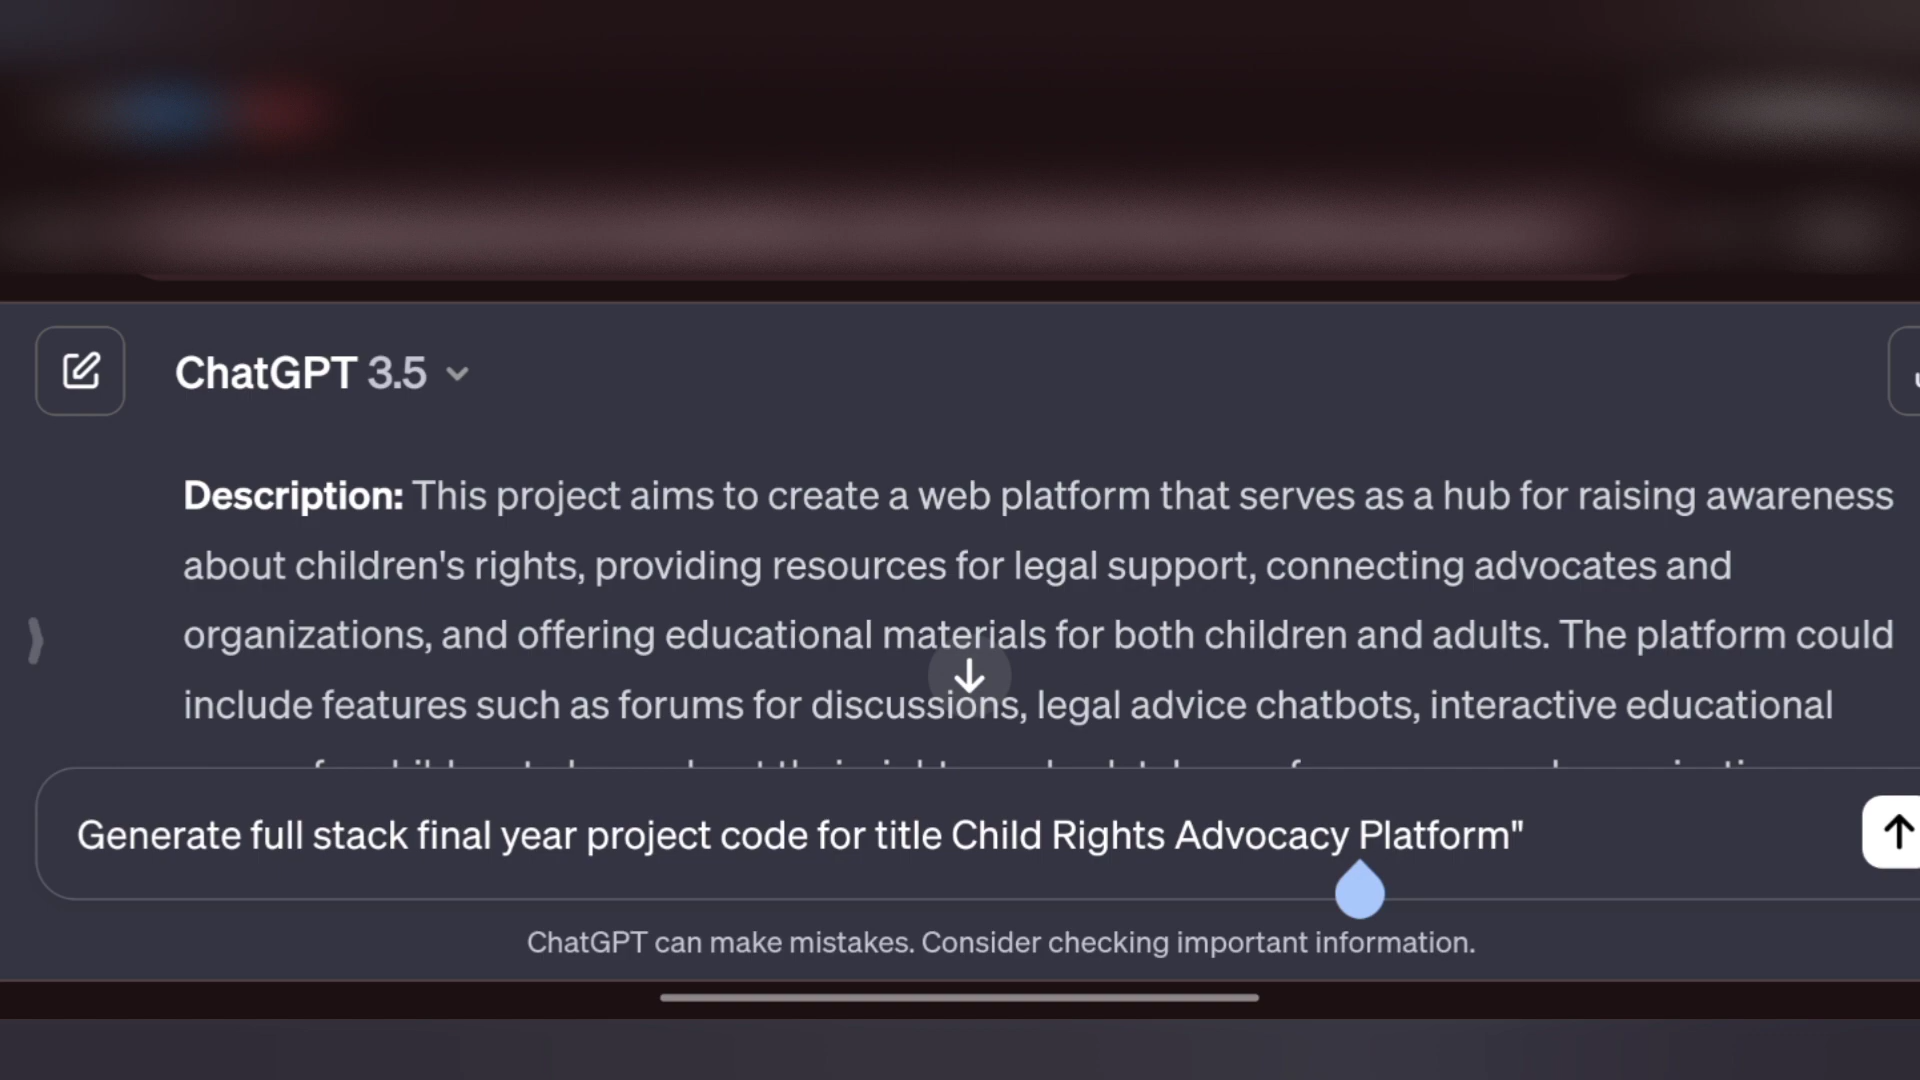 ChatGPT 3.5
Description: This project aims to create a web platform that serves as a hub for raising awareness
about children's rights, providing resources for legal support, connecting advocates and
organizations, and offering educational materials for both children and adults. The platform could
include features such as forums for discussions, legal advice chatbots, interactive educational
Generate full stack final year project code for title Child Rights Advocacy Platform"
ChatGPT can make mistakes. Consider checking important information.